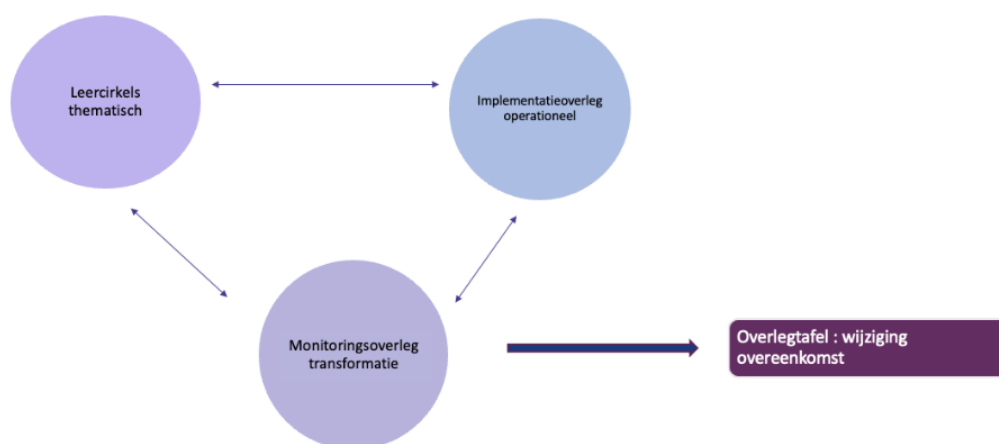 Leercirkels
thematisch
Implementatieoverleg
operationeel
Monitoringsoverleg
transformatie
Overlegtafel : wijziging
overeenkomst